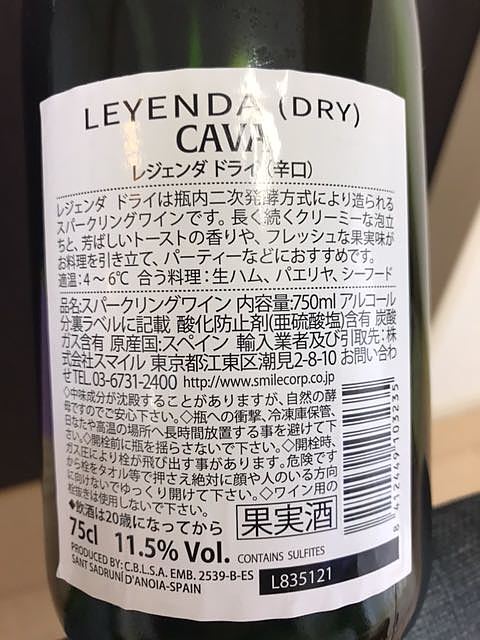 LEYENDA (DRY)
CAVA
レジェンダ ドライ (辛口)
レジェンダ ドライは瓶内二次発酵方式により造られる
スパークリングワインです。長く続くクリーミーな泡立
ちと、芳ばしいトーストの香りや、フレッシュな果実味が
お料理を引き立て、パーティーなどにおすすめです。
適温:4～6℃ 合う料理:生ハム、パエリヤ、シーフード
品名:スパークリングワイン 内容量:750ml アルコール
分:裏ラベルに記載 酸化防止剤(亜硫酸塩)含有 炭酸
ガス含有 原産国:スペイン 輸入業者及び引取先:株
式会社スマイル 東京都江東区潮見2-8-10 お問い合わ
せ TEL 03-6731-2400 http://www.smilecorp.co.jp
◇中味成分が沈殿することがありますが、自然の酵
母ですのでご安心下さい。◇瓶への衝撃、冷凍庫保管、
日なたや高温の場所へ長時間放置する事を避けて下
さい。◇開栓前に瓶を揺らさないで下さい。◇開栓時、
ガス圧により栓が飛び出す事があります。危険です
から栓をタオル等で押さえ絶対に顔や人のいる方向
に向けないでゆっくり開けて下さい。◇ワイン用の
栓抜きは使用しないで下さい。
◆飲酒は20歳になってから
果実酒
75cl 11.5% Vol. CONTAINS SULFITES
PRODUCED BY: C.B.L.S.A. EMB. 2539-B-ES
SANT SADRUNÍ D'ANOIA-SPAIN
L835121
8 412449 103235